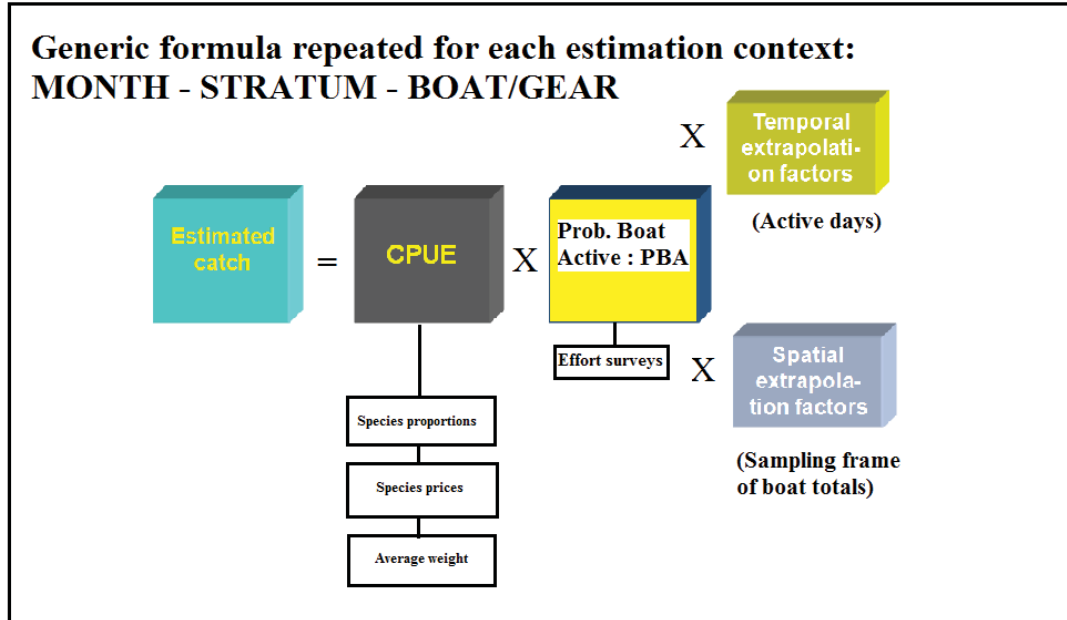 Generic formula repeated for each estimation context:
MONTH - STRATUM - BOAT/GEAR
X
Temporal
extrapolati-
on factors
(Active days)
Estimated
catch
=
CPUE
X
Prob. Boat
Active : PBA
Effort surveys
X
Spatial
extrapola-
tion factors
(Sampling frame
of boat totals)
Species proportions
Species prices
Average weight